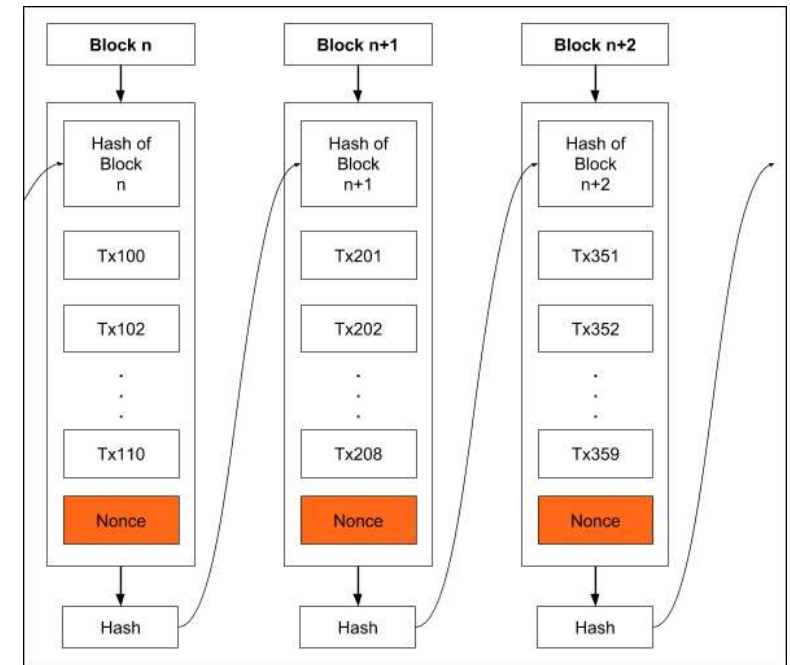 Block n
Hash of
Block
n
Tx100
Tx102
.
.
.
Tx110
Nonce
Hash
Block n+1
Hash of
Block
n+1
Tx201
Tx202
.
.
.
Tx208
Nonce
Hash
Block n+2
Hash of
Block
n+2
Tx351
Tx352
.
.
.
Tx359
Nonce
Hash